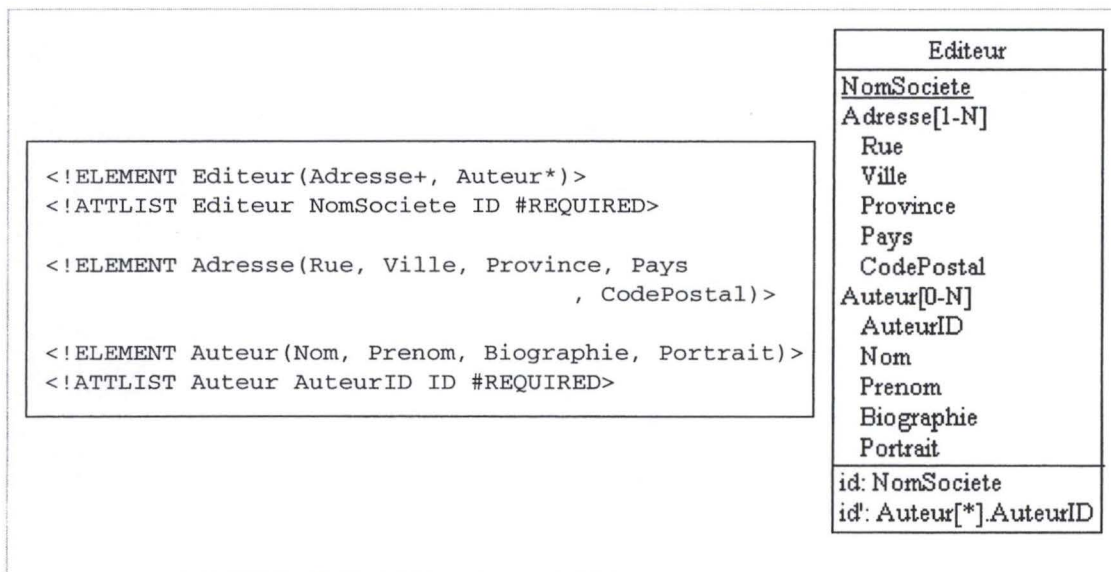 <!ELEMENT Editeur(Adresse+, Auteur*)>
<!ATTLIST Editeur NomSociete ID #REQUIRED>
<!ELEMENT Adresse(Rue, Ville, Province, Pays
, CodePostal)>
<!ELEMENT Auteur(Nom, Prenom, Biographie, Portrait)>
<!ATTLIST Auteur AuteurID ID #REQUIRED>
Editeur
NomSociete
Adresse[1-N]
Rue
Ville
Province
Pays
CodePostal
Auteur[0-N]
AuteurID
Nom
Prenom
Biographie
Portrait
id: NomSociete
id': Auteur[*].AuteurID